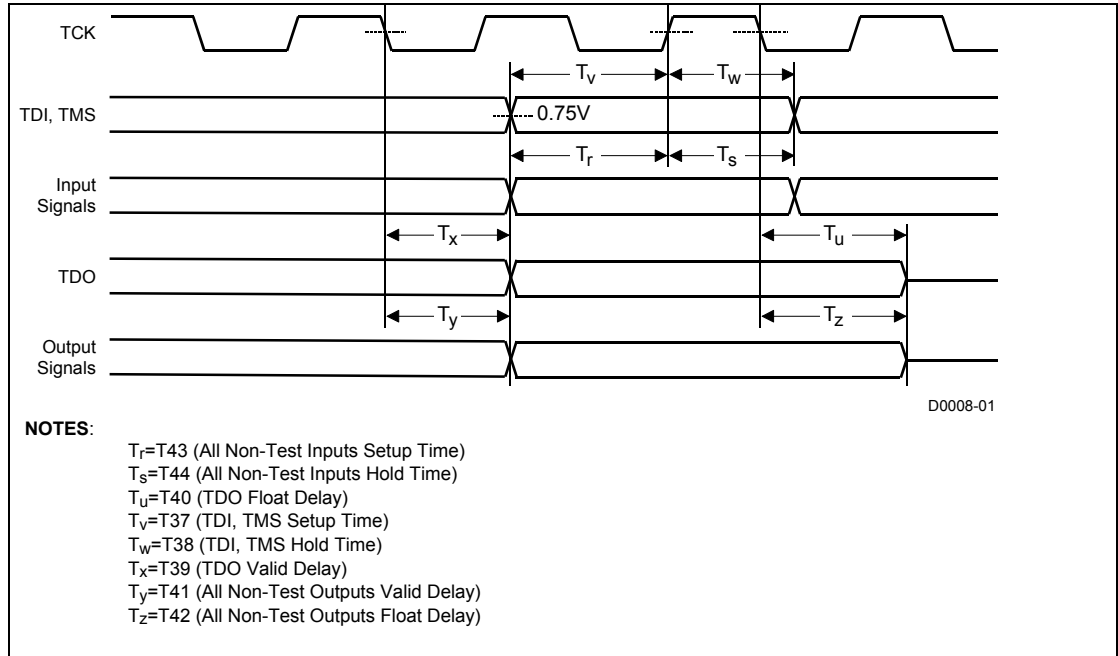 TCK
Tv
Tw
TDI, TMS
0.75V
Tr
Ts
Input
Signals
Tx
Tu
TDO
Ty
Tz
Output
Signals
D0008-01
NOTES:
Tr=T43 (All Non-Test Inputs Setup Time)
Ts=T44 (All Non-Test Inputs Hold Time)
Tu=T40 (TDO Float Delay)
Tv=T37 (TDI, TMS Setup Time)
Tw=T38 (TDI, TMS Hold Time)
Tx=T39 (TDO Valid Delay)
Ty=T41 (All Non-Test Outputs Valid Delay)
Tz=T42 (All Non-Test Outputs Float Delay)